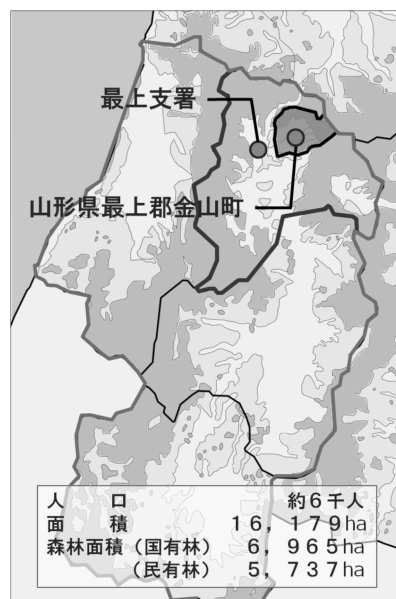 最上支署
山形県最上郡金山町
人　　口　　　　　約6千人
面　　積　　　１６，１７９ha
森林面積（国有林）　６，９６５ha
（民有林）　５，７３７ha